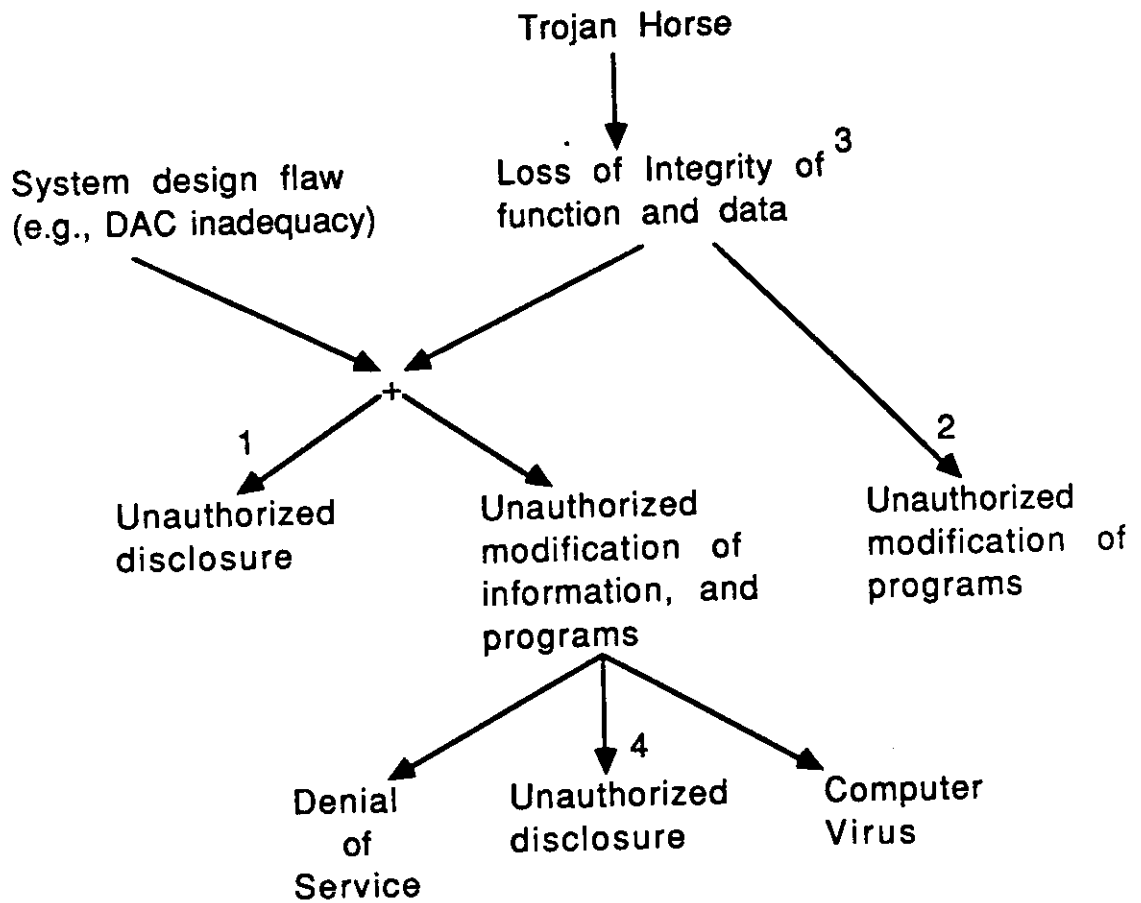 Trojan Horse
System design flaw
(e.g., DAC inadequacy)
Loss of Integrity of 3
function and data
+
1
2
Unauthorized
disclosure
Unauthorized
modification of
information, and
programs
Unauthorized
modification of
programs
4
Denial
of
Service
Unauthorized
disclosure
Computer
Virus